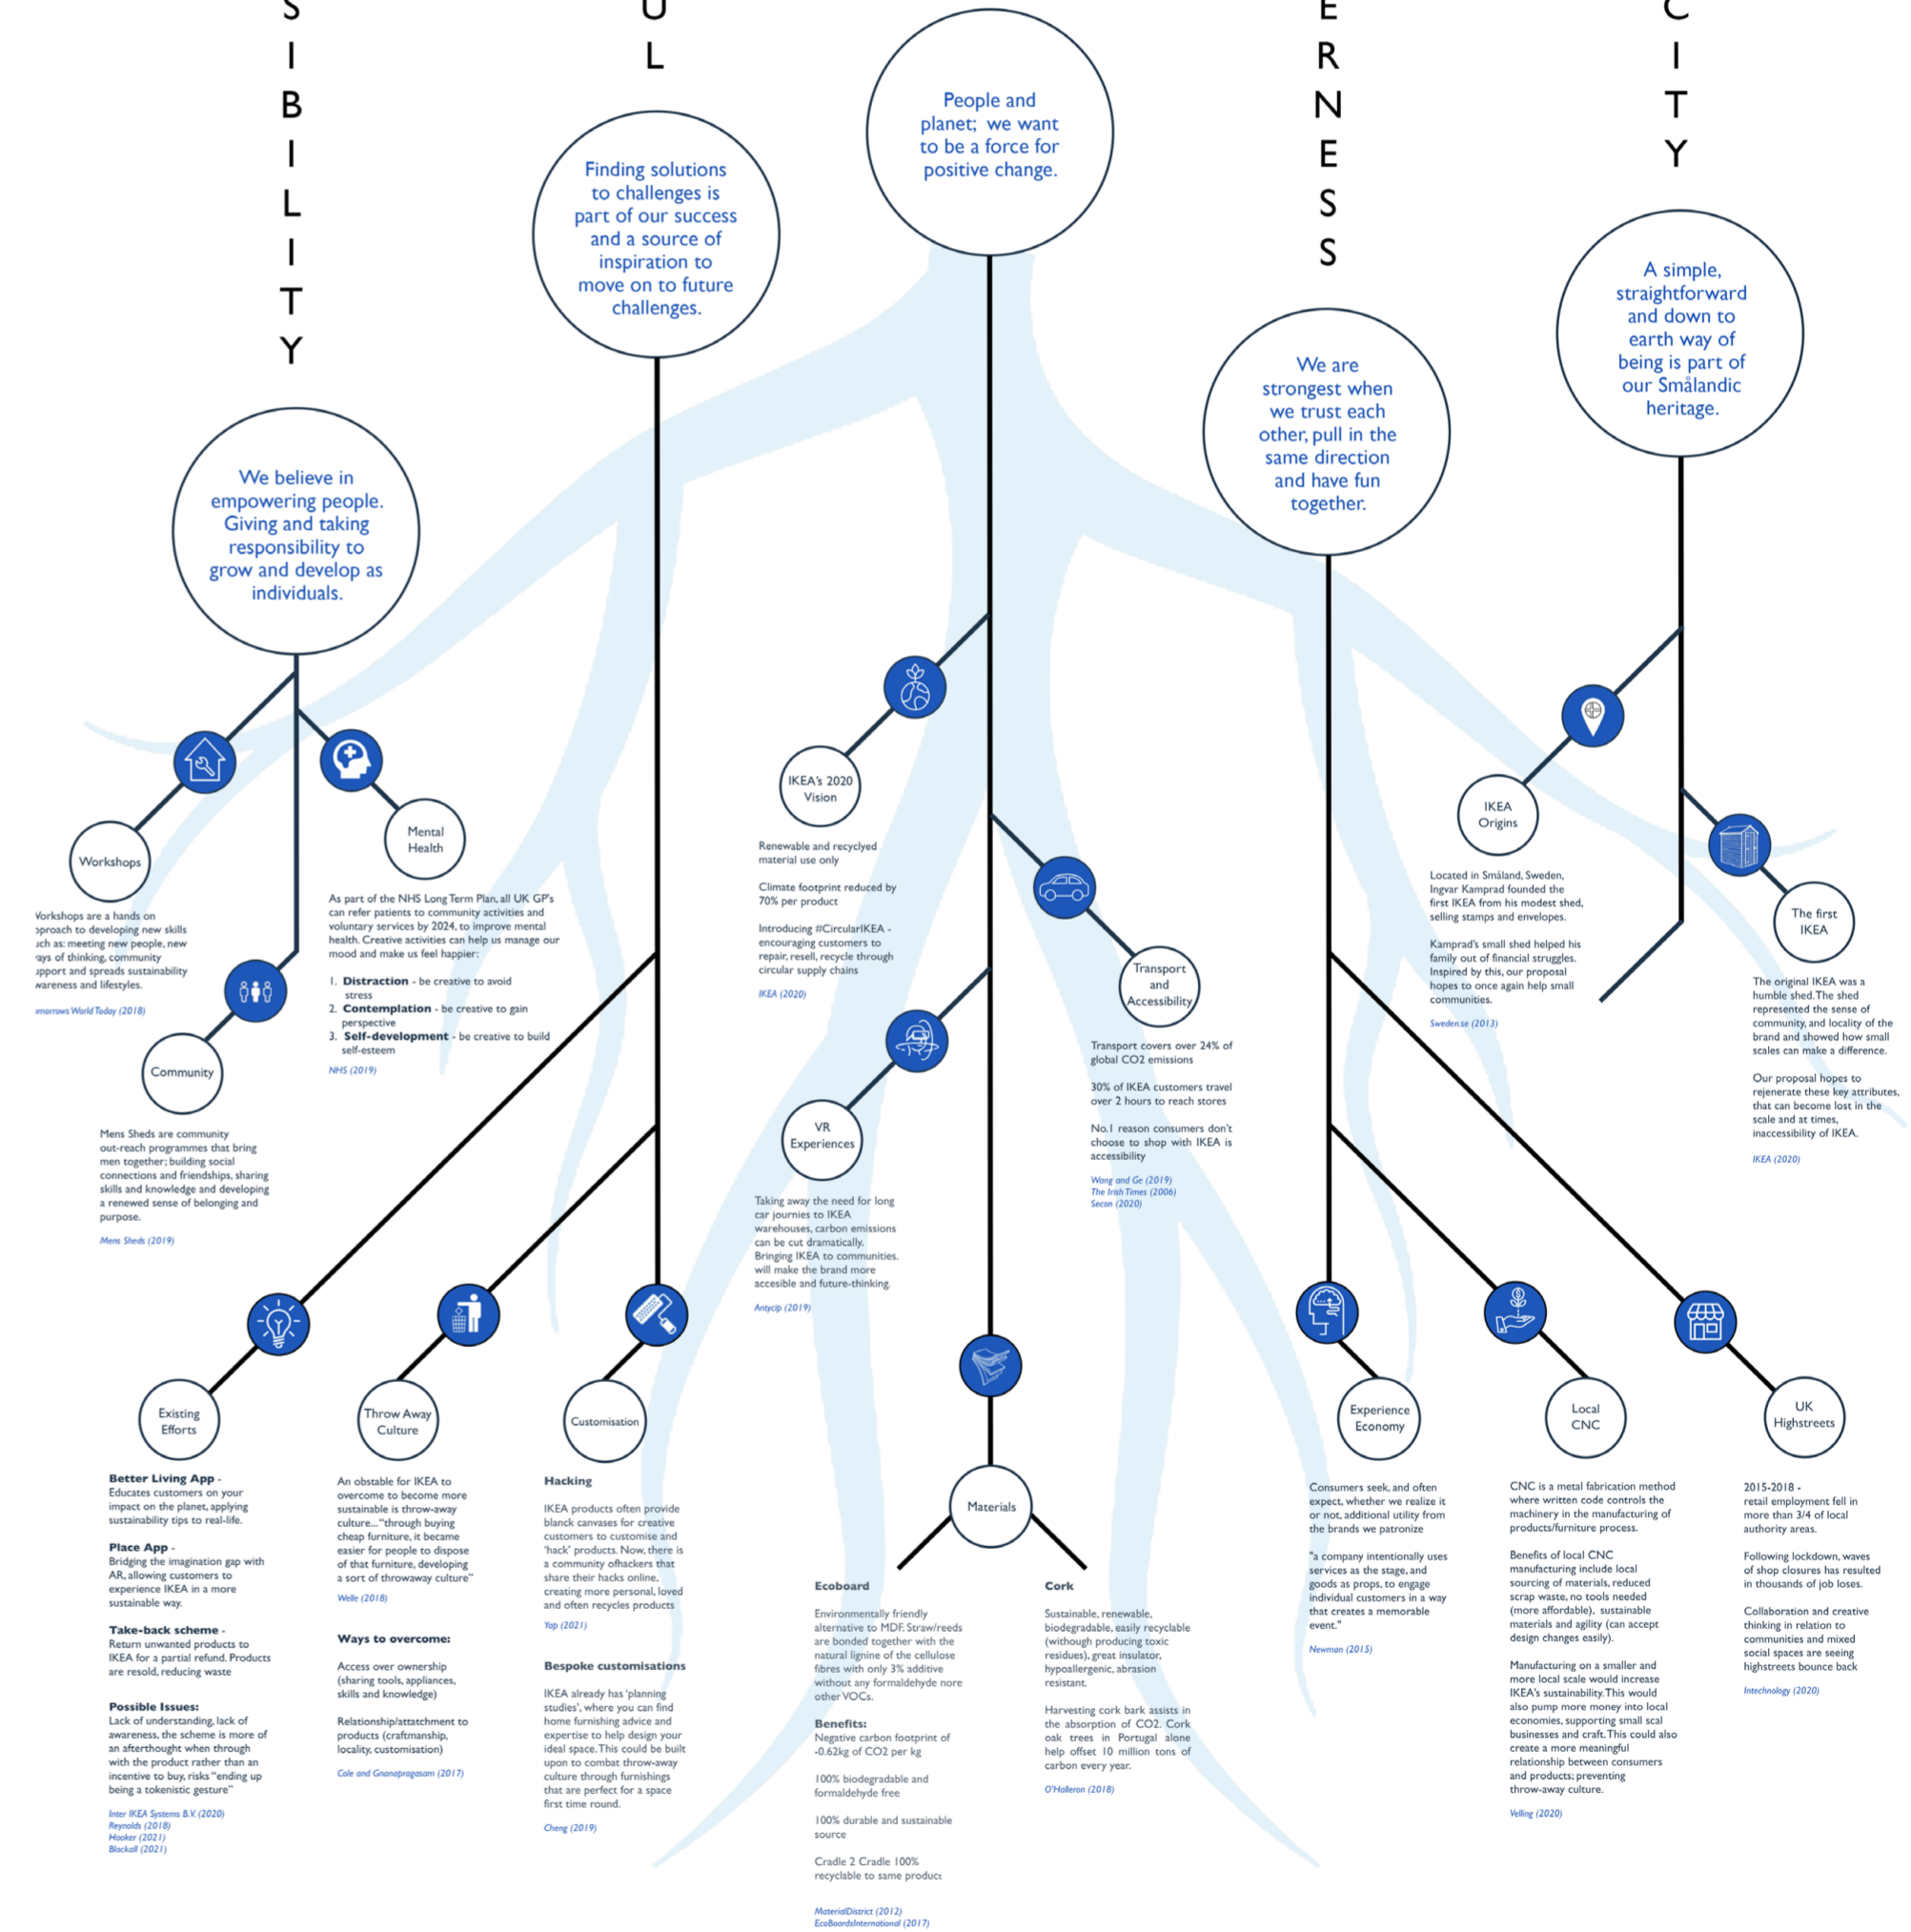 S
I
B
I
L
I
T
Y
We believe in
empowering people.
Giving and taking
responsibility to
grow and develop as
individuals.
Workshops
Workshops are a hands on
approach to developing new skills
such as: meeting new people, new
ways of thinking, community
support and spreads sustainability
awareness and lifestyles.
Tomorrows World Today (2018)
Mental
Health
As part of the NHS Long Term Plan, all UK GP's
can refer patients to community activities and
voluntary services by 2024, to improve mental
health. Creative activities can help us manage our
mood and make us feel happier:
1. Distraction - be creative to avoid
stress
2. Contemplation - be creative to gain
perspective
3. Self-development - be creative to build
self-esteem
NHS (2019)
Community
Mens Sheds are community
out-reach programmes that bring
men together; building social
connections and friendships, sharing
skills and knowledge and developing
a renewed sense of belonging and
purpose.
Mens Sheds (2019)
U
L
Finding solutions
to challenges is
part of our success
and a source of
inspiration to
move on to future
challenges.
Existing
Efforts
Better Living App -
Educates customers on your
impact on the planet, applying
sustainability tips to real-life.
Place App -
Bridging the imagination gap with
AR, allowing customers to
experience IKEA in a more
sustainable way.
Take-back scheme -
Return unwanted products to
IKEA for a partial refund. Products
are resold, reducing waste
Possible Issues:
Lack of understanding, lack of
awareness, the scheme is more of
an afterthought when through
with the product rather than an
incentive to buy, risks "ending up
being a tokenistic gesture"
Inter IKEA Systems B.V. (2020)
Reynolds (2018)
Hooker (2021)
Blackall (2021)
Throw Away
Culture
An obstable for IKEA to
overcome to become more
sustainable is throw-away
culture... "through buying
cheap furniture, it became
easier for people to dispose
of that furniture, developing
a sort of throwaway culture"
Welle (2018)
Ways to overcome:
Access over ownership
(sharing tools, appliances,
skills and knowledge)
Relationship/attatchment to
products (craftmanship,
locality, customisation)
Cole and Gnanapragasam (2017)
Customisation
Hacking
IKEA products often provide
blanck canvases for creative
customers to customise and
'hack' products. Now, there is
a community ofhackers that
share their hacks online,
creating more personal, loved
and often recycles products
Yap (2021)
Bespoke customisations
IKEA already has 'planning
studies', where you can find
home furnishing advice and
expertise to help design your
ideal space. This could be built
upon to combat throw-away
culture through furnishings
that are perfect for a space
first time round.
Cheng (2019)
People and
planet; we want
to be a force for
positive change.
IKEA's 2020
Vision
Renewable and recyclyed
material use only
Climate footprint reduced by
70% per product
Introducing #CircularIKEA -
encouraging customers to
repair, resell, recycle through
circular supply chains
IKEA (2020)
Transport
and
Accessibility
Transport covers over 24% of
global CO2 emissions
30% of IKEA customers travel
over 2 hours to reach stores
No.1 reason consumers don't
choose to shop with IKEA is
accessibility
Wang and Ge (2019)
The Irish Times (2006)
Secon (2020)
VR
Experiences
Taking away the need for long
car journies to IKEA
warehouses, carbon emissions
can be cut dramatically.
Bringing IKEA to communities.
will make the brand more
accesible and future-thinking.
Antycip (2019)
Materials
Ecoboard
Environmentally friendly
alternative to MDF. Straw/reeds
are bonded together with the
natural lignine of the cellulose
fibres with only 3% additive
without any formaldehyde nore
other VOCs.
Benefits:
Negative carbon footprint of
-0.62kg of CO2 per kg
100% biodegradable and
formaldehyde free
100% durable and sustainable
source
Cradle 2 Cradle 100%
recyclable to same product
MaterialDistrict (2012)
EcoBoardsInternational (2017)
Cork
Sustainable, renewable,
biodegradable, easily recyclable
(withough producing toxic
residues), great insulator,
hypoallergenic, abrasion
resistant.
Harvesting cork bark assists in
the absorption of CO2. Cork
oak trees in Portugal alone
help offset 10 million tons of
carbon every year.
O'Halleron (2018)
E
R
N
E
S
S
We are
strongest when
we trust each
other, pull in the
same direction
and have fun
together.
Experience
Economy
Consumers seek, and often
expect, whether we realize it
or not, additional utility from
the brands we patronize
"a company intentionally uses
services as the stage, and
goods as props, to engage
individual customers in a way
that creates a memorable
event."
Newman (2015)
Local
CNC
CNC is a metal fabrication method
where written code controls the
machinery in the manufacturing of
products/furniture process.
Benefits of local CNC
manufacturing include local
sourcing of materials, reduced
scrap waste, no tools needed
(more affordable), sustainable
materials and agility (can accept
design changes easily).
Manufacturing on a smaller and
more local scale would increase
IKEA's sustainability. This would
also pump more money into local
economies, supporting small scal
businesses and craft. This could also
create a more meaningful
relationship between consumers
and products; preventing
throw-away culture.
Velling (2020)
UK
Highstreets
2015-2018 -
retail employment fell in
more than 3/4 of local
authority areas.
Following lockdown, waves
of shop closures has resulted
in thousands of job loses.
Collaboration and creative
thinking in relation to
communities and mixed
social spaces are seeing
highstreets bounce back
Intechnology (2020)
C
I
T
Y
A simple,
straightforward
and down to
earth way of
being is part of
our Smålandic
heritage.
IKEA
Origins
Located in Småland, Sweden,
Ingvar Kamprad founded the
first IKEA from his modest shed,
selling stamps and envelopes.
Kamprad's small shed helped his
family out of financial struggles.
Inspired by this, our proposal
hopes to once again help small
communities.
Sweden.se (2013)
The first
IKEA
The original IKEA was a
humble shed. The shed
represented the sense of
community, and locality of the
brand and showed how small
scales can make a difference.
Our proposal hopes to
rejenerate these key attributes,
that can become lost in the
scale and at times,
inaccessibility of IKEA.
IKEA (2020)